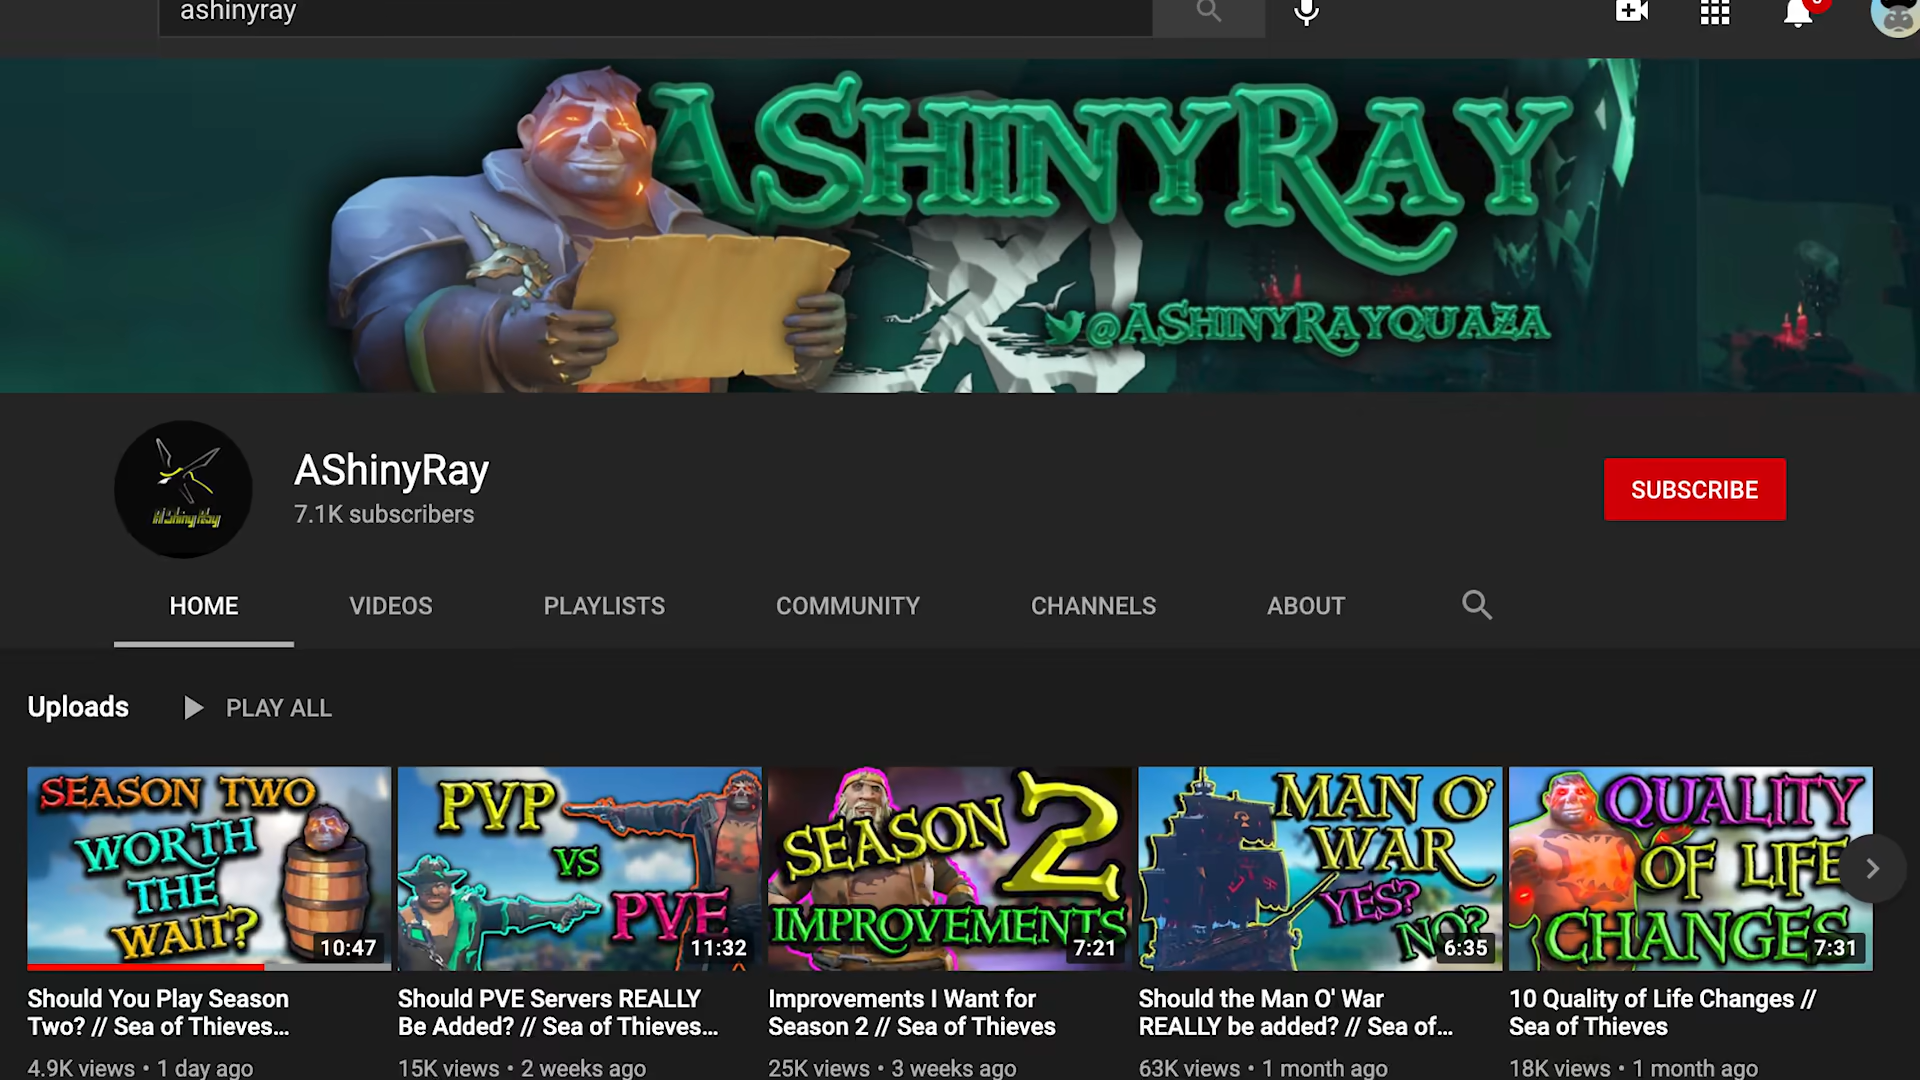 ashinyray
ASHINYRAY
@ASHINYRAYQUAZA
AShinyRay
AShinyRay
7.1K subscribers
SUBSCRIBE
HOME VIDEOS PLAYLISTS COMMUNITY CHANNELS ABOUT
Uploads PLAY ALL
SEASON TWO
WORTH
THE
WAIT?
10:47
PVP
VS
PVE
11:32
SEASON 2
IMPROVEMENTS
7:21
MAN O'
WAR
YES?
NO?
6:35
QUALITY
OF LIFE
CHANGES
7:31
Should You Play Season
Two? // Sea of Thieves...
4.9K views • 1 day ago
Should PVE Servers REALLY
Be Added? // Sea of Thieves...
15K views • 2 weeks ago
Improvements I Want for
Season 2 // Sea of Thieves
25K views • 3 weeks ago
Should the Man O' War
REALLY be added? // Sea of...
63K views • 1 month ago
10 Quality of Life Changes //
Sea of Thieves
18K views • 1 month ago